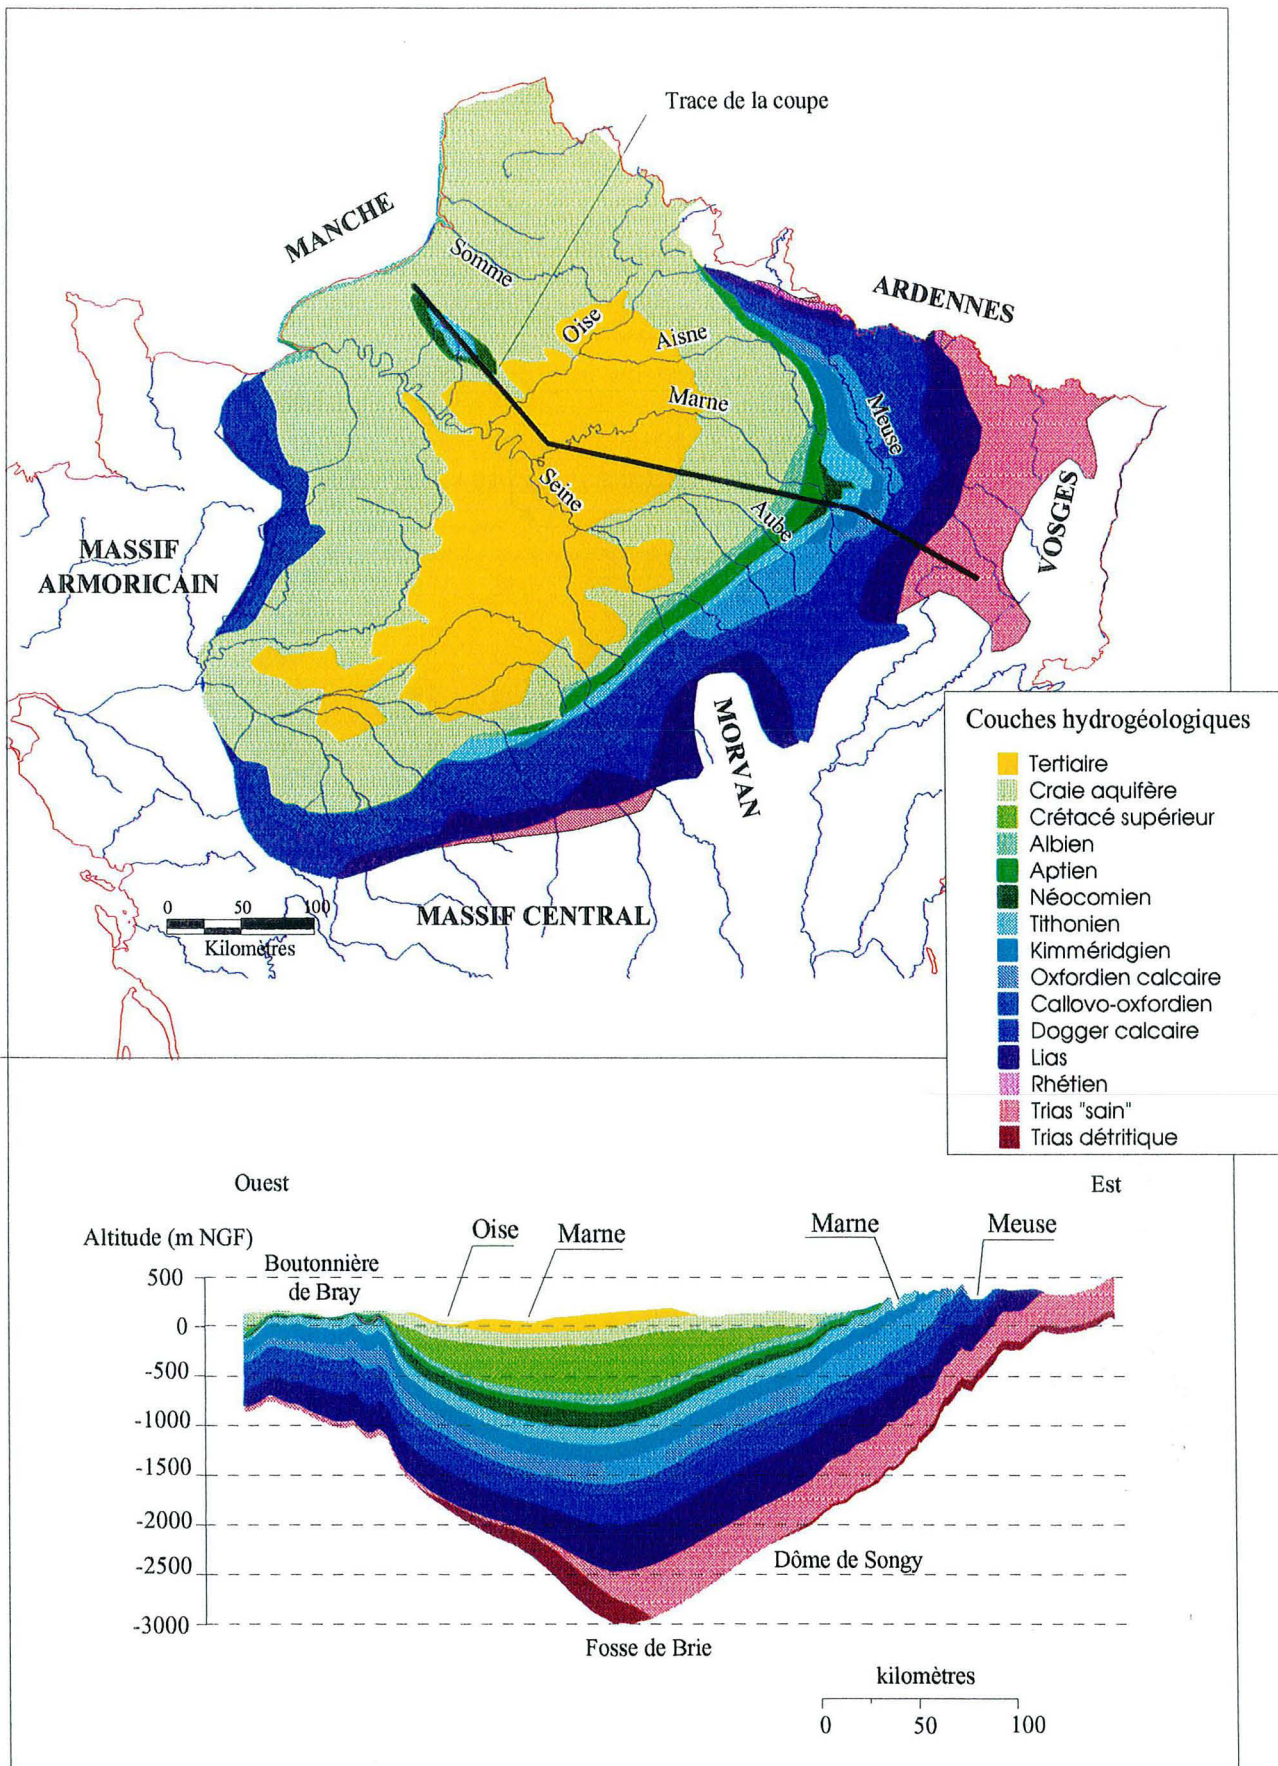 Trace de la coupe
MANCHE
Somme
ARDENNES
Oise
Aisne
Marne
Meuse
Seine
Aube
VOSGES
MASSIF
ARMORICAIN
MORVAN
MASSIF CENTRAL
0 50 100
Kilomètres
Couches hydrogéologiques
Tertiaire
Craie aquifère
Crétacé supérieur
Albien
Aptien
Néocomien
Tithonien
Kimméridgien
Oxfordien calcaire
Callovo-oxfordien
Dogger calcaire
Lias
Rhétien
Trias "sain"
Trias détritique
Ouest
Est
Altitude (m NGF)
Oise
Marne
Marne
Meuse
Boutonnière
de Bray
500
0
-500
-1000
-1500
-2000
-2500
-3000
Dôme de Songy
Fosse de Brie
kilomètres
0 50 100